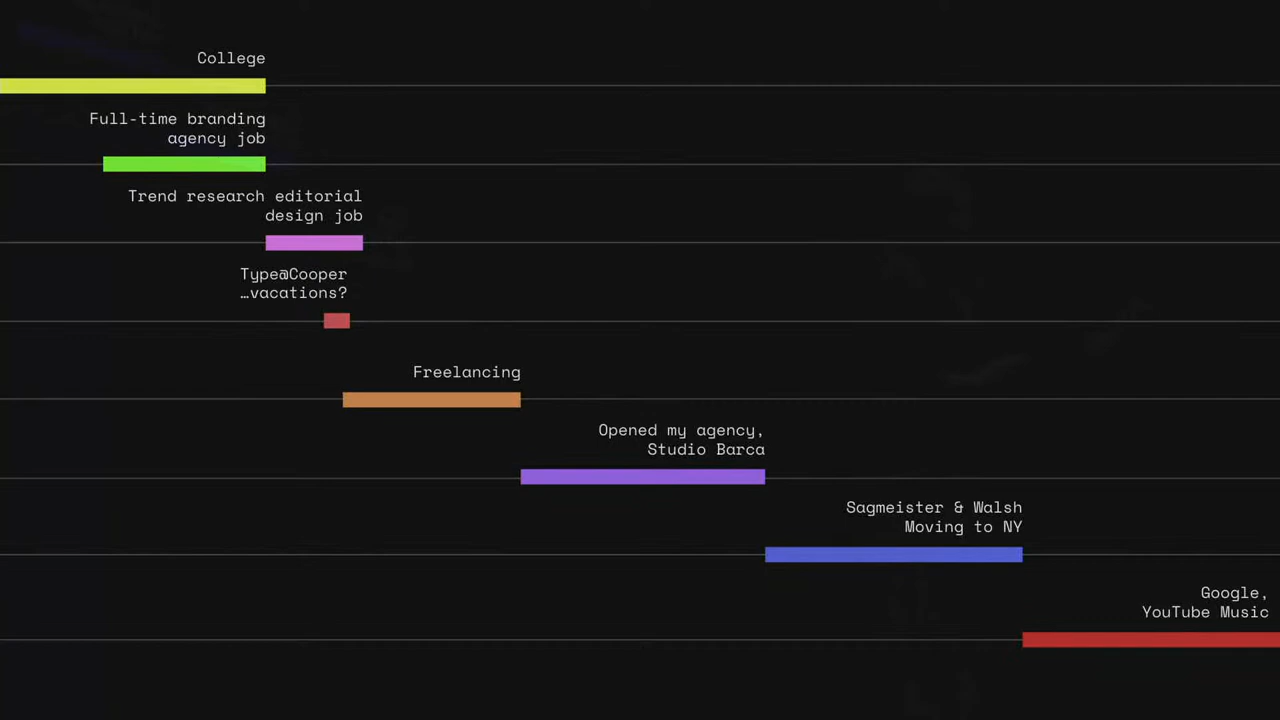 College
Full-time branding
agency job
Trend research editorial
design job
Type@Cooper
…vacations?
Freelancing
Opened my agency,
Studio Barca
Sagmeister & Walsh
Moving to NY
Google,
YouTube Music